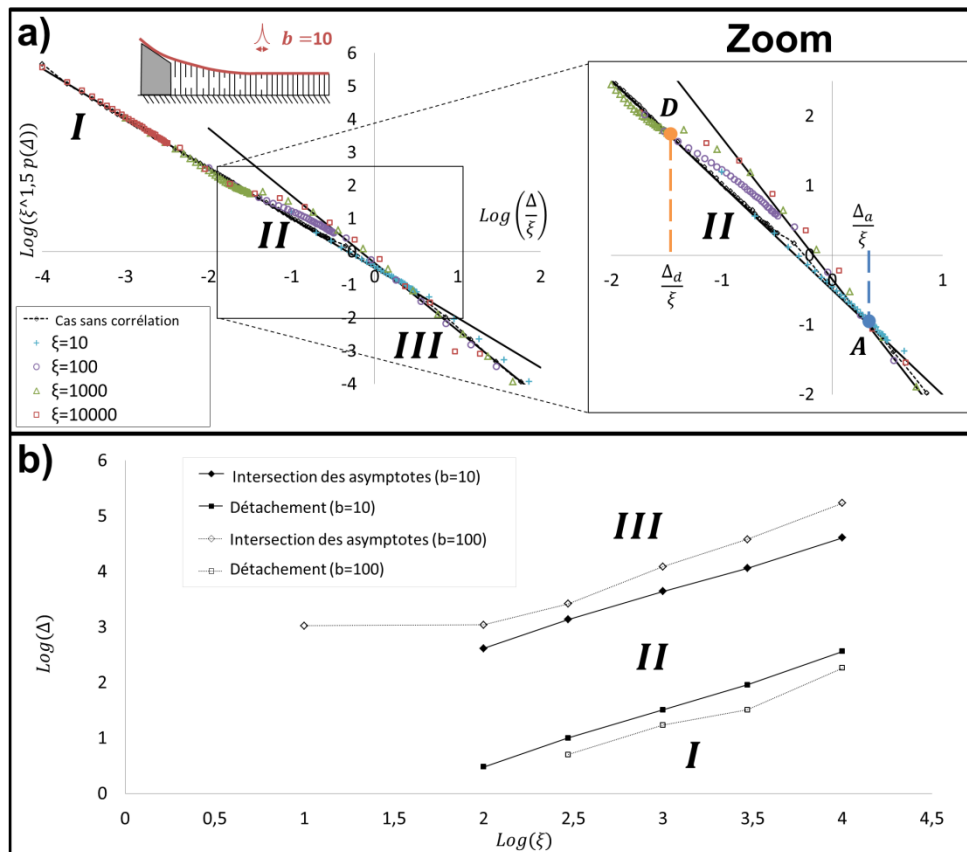 a)
b = 10
Zoom
Log(ξ^1,5 p(Δ))
6
5
4
3
2
1
0
-1
-2
-3
-4
-4
-3
-2
-1
0
1
2
Log(Δ/ξ)
I
II
III
Cas sans corrélation
ξ=10
ξ=100
ξ=1000
ξ=10000
D
II
A
Δd/ξ
Δa/ξ
2
1
0
-1
-2
-2
-1
0
1
b)
Log(Δ)
6
5
4
3
2
1
0
Intersection des asymptotes (b=10)
Détachement (b=10)
Intersection des asymptotes (b=100)
Détachement (b=100)
III
II
I
0
0,5
1
1,5
2
2,5
3
3,5
4
4,5
Log(ξ)